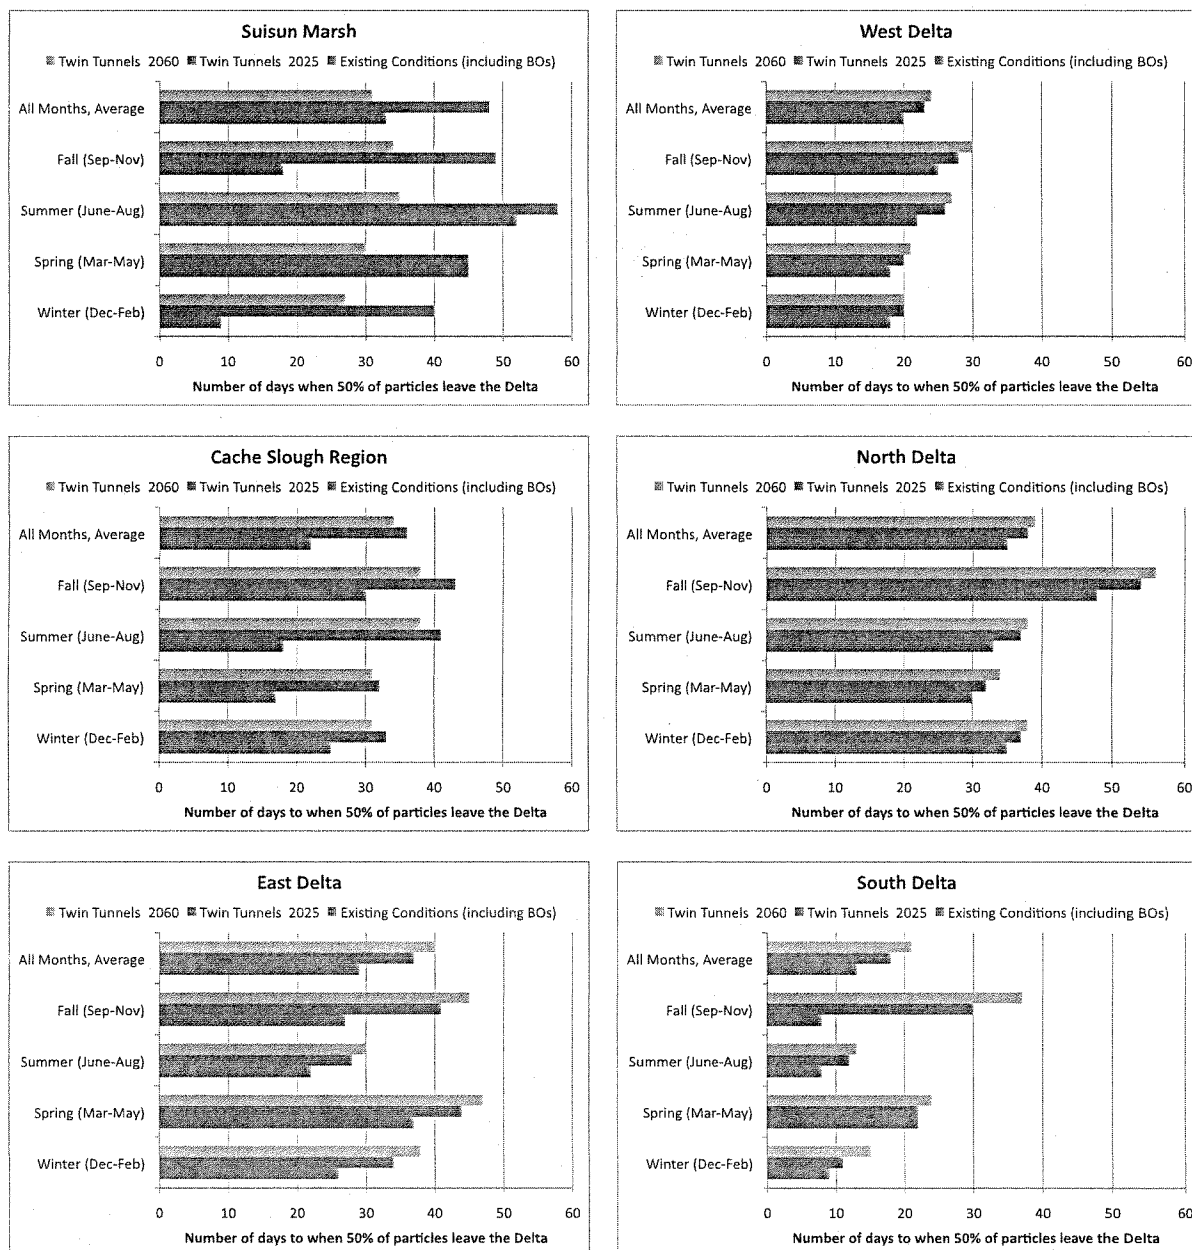 Suisun Marsh
Twin Tunnels 2060 Twin Tunnels 2025 Existing Conditions (including BOs)
All Months, Average
Fall (Sep-Nov)
Summer (June-Aug)
Spring (Mar-May)
Winter (Dec-Feb)
0 10 20 30 40 50 60
Number of days to when 50% of particles leave the Delta
West Delta
Twin Tunnels 2060 Twin Tunnels 2025 Existing Conditions (including BOs)
All Months, Average
Fall (Sep-Nov)
Summer (June-Aug)
Spring (Mar-May)
Winter (Dec-Feb)
0 10 20 30 40 50 60
Number of days to when 50% of particles leave the Delta
Cache Slough Region
Twin Tunnels 2060 Twin Tunnels 2025 Existing Conditions (including BOs)
All Months, Average
Fall (Sep-Nov)
Summer (June-Aug)
Spring (Mar-May)
Winter (Dec-Feb)
0 10 20 30 40 50 60
Number of days to when 50% of particles leave the Delta
North Delta
Twin Tunnels 2060 Twin Tunnels 2025 Existing Conditions (including BOs)
All Months, Average
Fall (Sep-Nov)
Summer (June-Aug)
Spring (Mar-May)
Winter (Dec-Feb)
0 10 20 30 40 50 60
Number of days to when 50% of particles leave the Delta
East Delta
Twin Tunnels 2060 Twin Tunnels 2025 Existing Conditions (including BOs)
All Months, Average
Fall (Sep-Nov)
Summer (June-Aug)
Spring (Mar-May)
Winter (Dec-Feb)
0 10 20 30 40 50 60
Number of days to when 50% of particles leave the Delta
South Delta
Twin Tunnels 2060 Twin Tunnels 2025 Existing Conditions (including BOs)
All Months, Average
Fall (Sep-Nov)
Summer (June-Aug)
Spring (Mar-May)
Winter (Dec-Feb)
0 10 20 30 40 50 60
Number of days to when 50% of particles leave the Delta